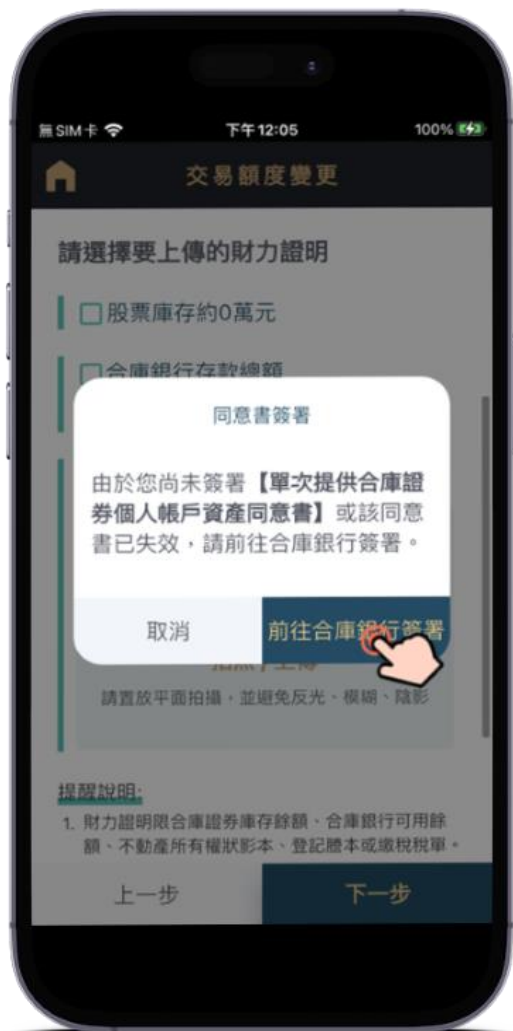 無SIM卡
下午12:05
100%
交易額度變更
請選擇要上傳的財力證明
股票庫存約0萬元
合庫銀行存款總額
同意書簽署
由於您尚未簽署【單次提供合庫證
券個人帳戶資產同意書】或該同意
書已失效，請前往合庫銀行簽署。
取消
前往合庫銀行簽署
請置放平面拍攝，並避免反光、模糊、陰影
提醒說明:
1. 財力證明限合庫證券庫存餘額、合庫銀行可用餘
額、不動產所有權狀影本、登記謄本或繳稅稅單。
上一步
下一步